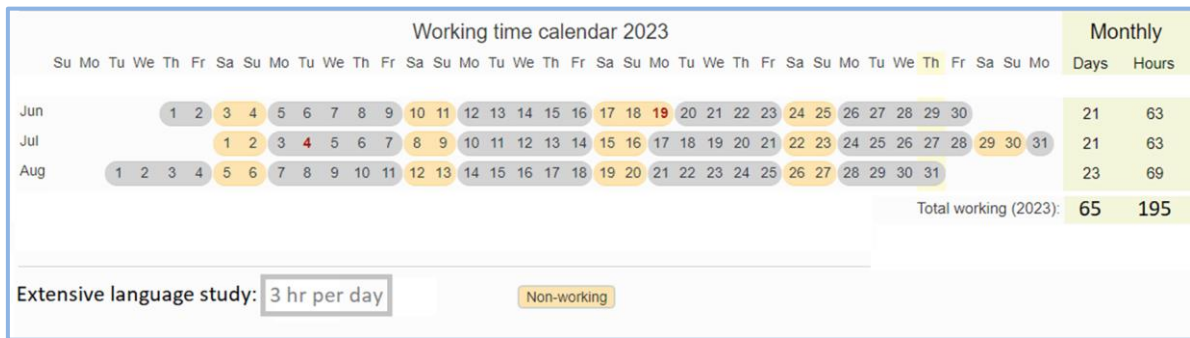 Working time calendar 2023 Monthly
Su Mo Tu We Th Fr Sa Su Mo Tu We Th Fr Sa Su Mo Tu We Th Fr Sa Su Mo Tu We Th Fr Sa Su Mo Tu We Th Fr Sa Su Mo Days Hours
Jun 1 2 3 4 5 6 7 8 9 10 11 12 13 14 15 16 17 18 19 20 21 22 23 24 25 26 27 28 29 30 21 63
Jul 1 2 3 4 5 6 7 8 9 10 11 12 13 14 15 16 17 18 19 20 21 22 23 24 25 26 27 28 29 30 31 21 63
Aug 1 2 3 4 5 6 7 8 9 10 11 12 13 14 15 16 17 18 19 20 21 22 23 24 25 26 27 28 29 30 31 23 69
Total working (2023): 65 195
Extensive language study: 3 hr per day Non-working